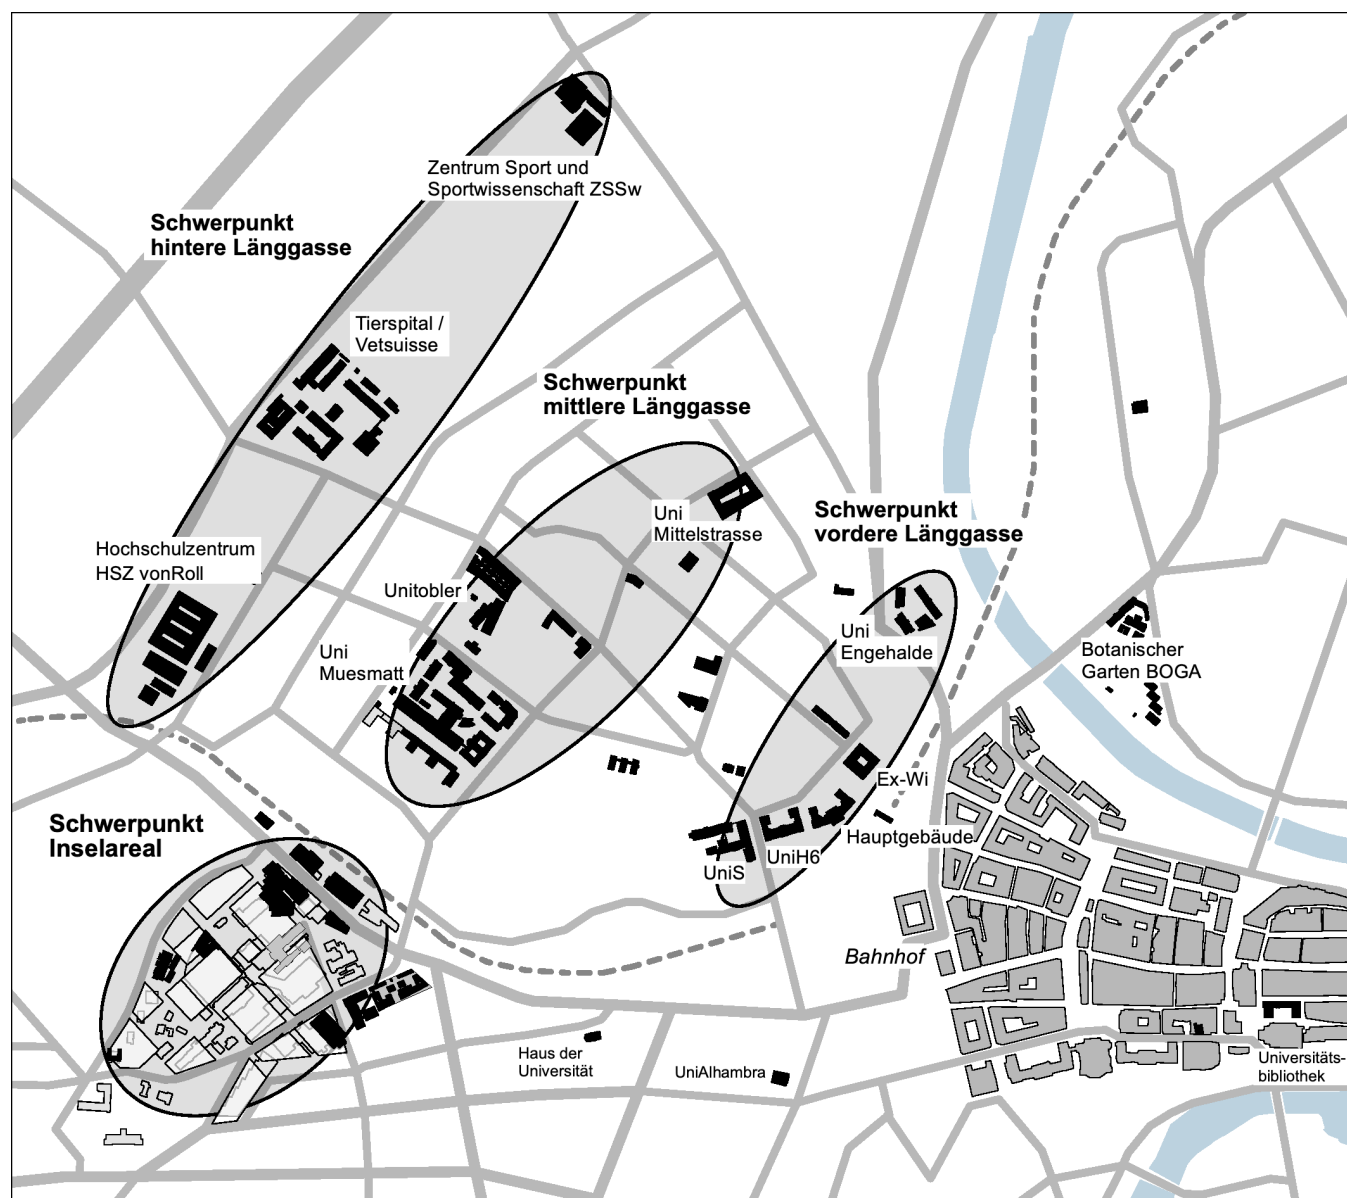 Zentrum Sport und
Sportwissenschaft ZSSw
Schwerpunkt
hintere Länggasse
Tierspital /
Vetsuisse
Schwerpunkt
mittlere Länggasse
Uni
Mittelstrasse
Schwerpunkt
vordere Länggasse
Hochschulzentrum
HSZ vonRoll
Unitobler
Uni
Muesmatt
Uni
Engehalde
Botanischer
Garten BOGA
Ex-Wi
Hauptgebäude
UniH6
UniS
Schwerpunkt
Inselareal
Bahnhof
Haus der
Universität
UniAlhambra
Universitäts-
bibliothek